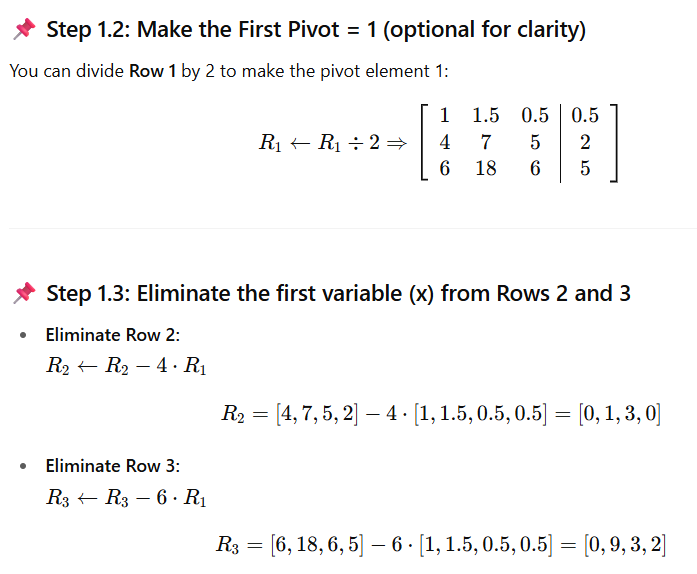 📌 Step 1.2: Make the First Pivot = 1 (optional for clarity)
You can divide Row 1 by 2 to make the pivot element 1:
R₁ ← R₁ ÷ 2 ⇒ [ 1 1.5 0.5 | 0.5
4 7 5 | 2
6 18 6 | 5 ]
📌 Step 1.3: Eliminate the first variable (x) from Rows 2 and 3
• Eliminate Row 2:
R₂ ← R₂ − 4 · R₁
R₂ = [4, 7, 5, 2] − 4 · [1, 1.5, 0.5, 0.5] = [0, 1, 3, 0]
• Eliminate Row 3:
R₃ ← R₃ − 6 · R₁
R₃ = [6, 18, 6, 5] − 6 · [1, 1.5, 0.5, 0.5] = [0, 9, 3, 2]